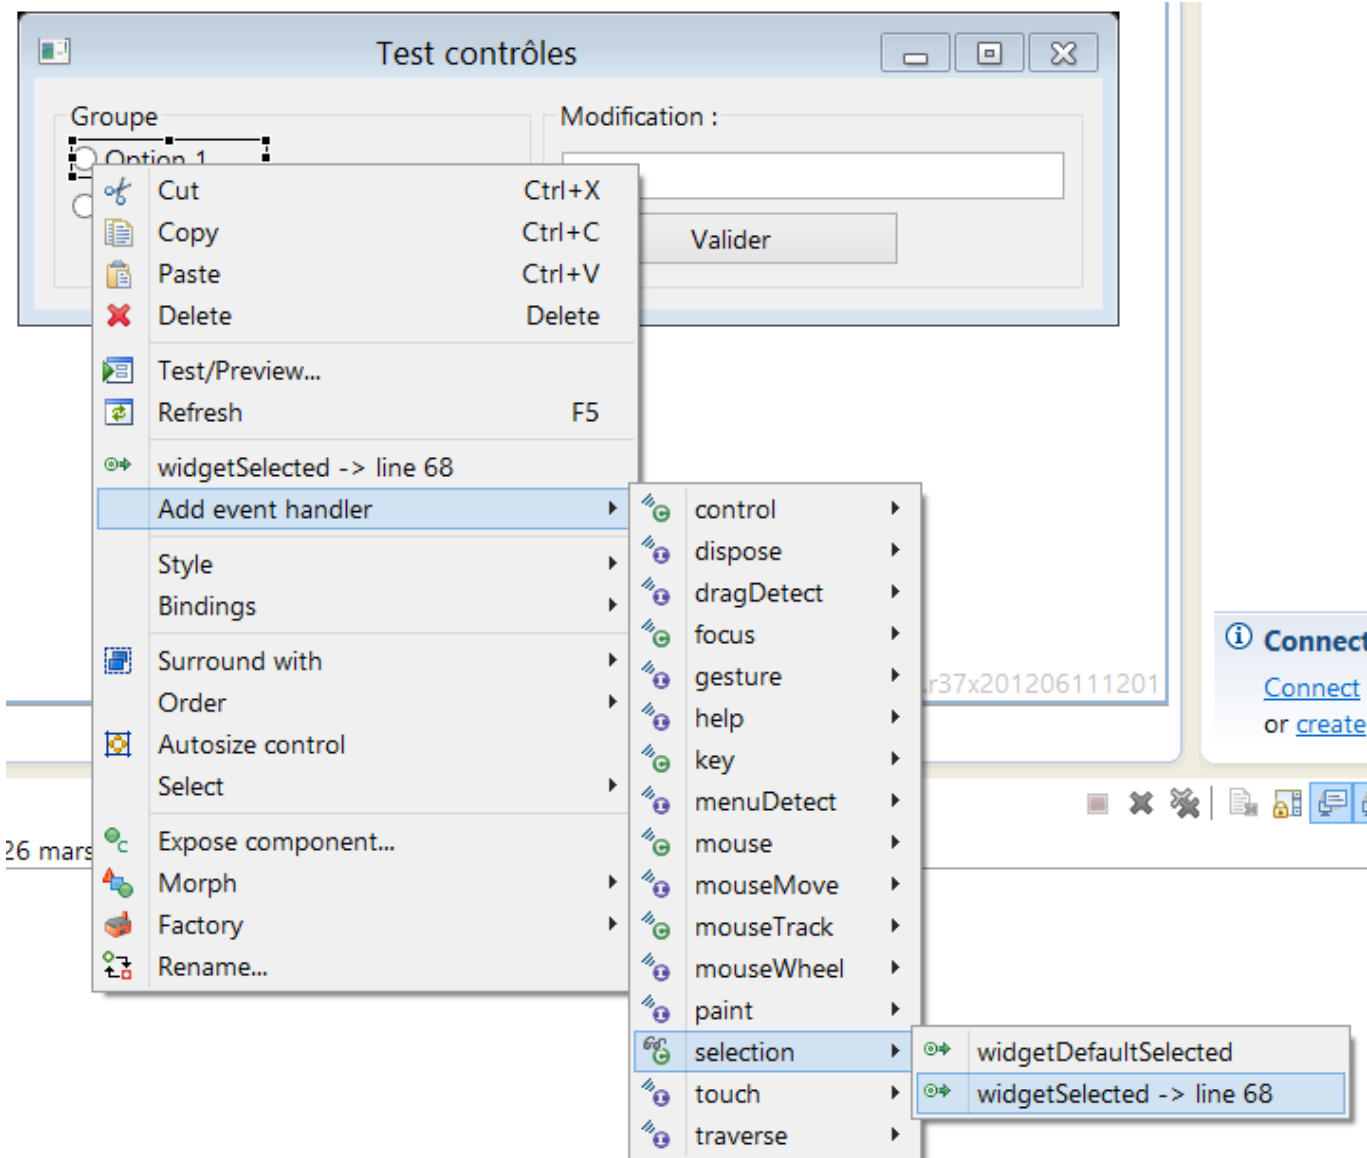 Test contrôles
Groupe
Modification :
Option 1
Cut Ctrl+X
Copy Ctrl+C
Valider
Paste Ctrl+V
Delete Delete
Test/Preview...
Refresh F5
widgetSelected -> line 68
Add event handler
control
Style
dispose
Bindings
dragDetect
focus
Surround with
gesture
.r37x201206111201
Order
help
Autosize control
key
Select
menuDetect
Expose component...
mouse
26 mars
Morph
mouseMove
Factory
mouseTrack
Rename...
mouseWheel
paint
selection
widgetDefaultSelected
touch
widgetSelected -> line 68
traverse
Connect
Connect
or create